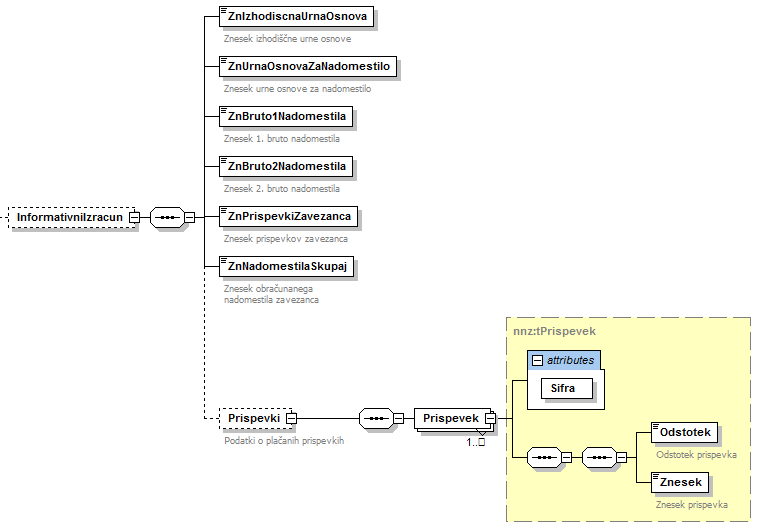 ZnIzhodiscnaUrnaOsnova
Znesek izhodiščne urne osnove
ZnUrnaOsnovaZaNadomestilo
Znesek urne osnove za nadomestilo
ZnBruto1Nadomestila
Znesek 1. bruto nadomestila
ZnBruto2Nadomestila
Znesek 2. bruto nadomestila
InformativniIzracun
ZnPrispevkiZavezanca
Znesek prispevkov zavezanca
ZnNadomestilaSkupaj
Znesek obračunanega
nadomestila zavezanca
nnz:tPrispevek
attributes
Sifra
Prispevki
Podatki o plačanih prispevkih
Prispevek
1..
Odstotek
Odstotek prispevka
Znesek
Znesek prispevka